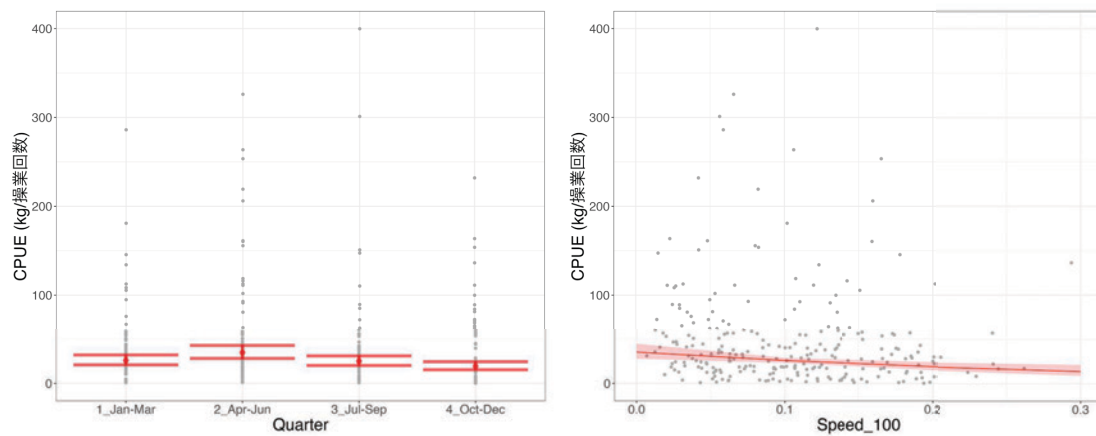 CPUE (kg/操業回数)
400
300
200
100
0
1_Jan-Mar
2_Apr-Jun
3_Jul-Sep
4_Oct-Dec
Quarter
CPUE (kg/操業回数)
400
300
200
100
0
0.0
0.1
0.2
0.3
Speed_100